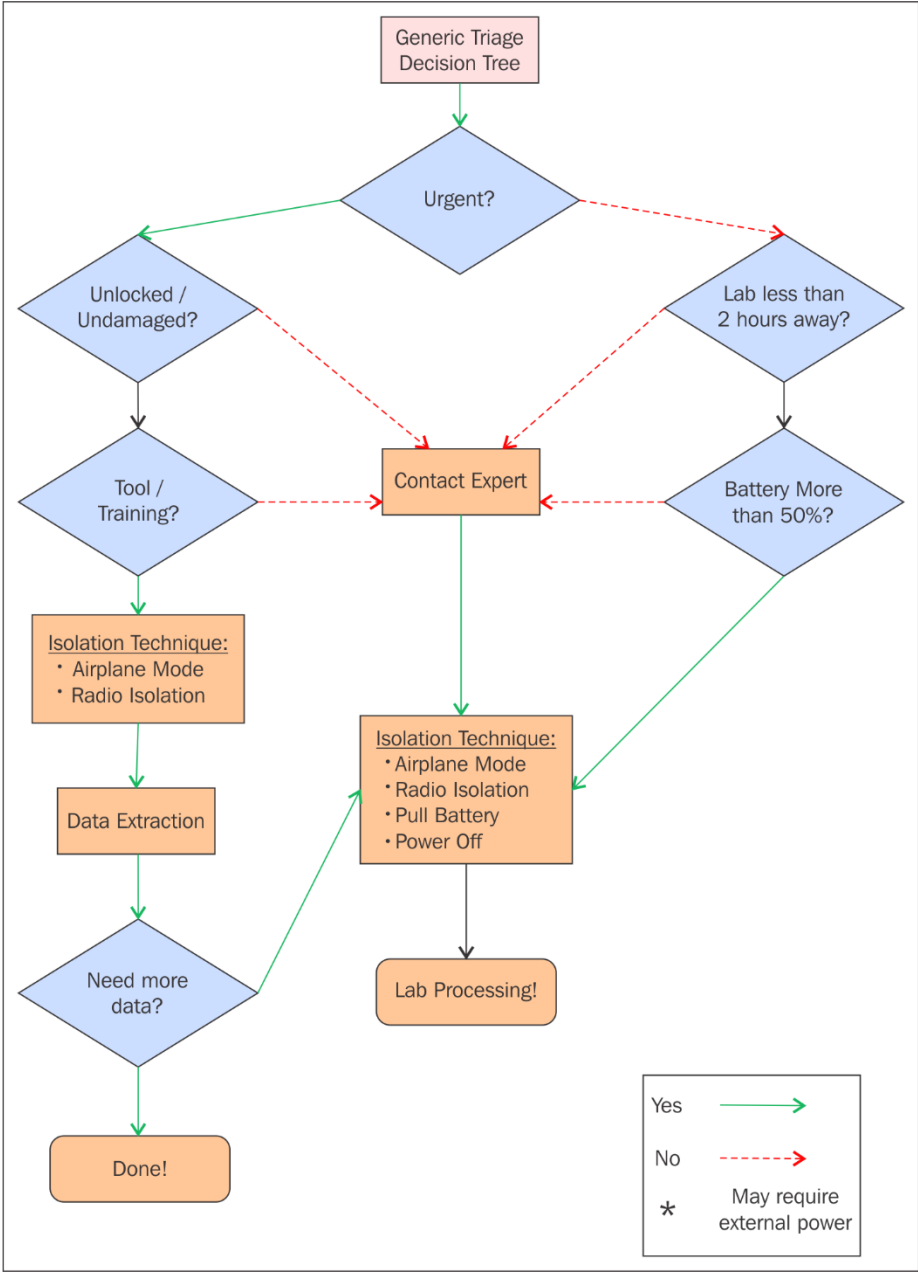 Generic Triage
Decision Tree
Urgent?
Unlocked /
Undamaged?
Lab less than
2 hours away?
Tool /
Training?
Contact Expert
Battery More
than 50%?
Isolation Technique:
• Airplane Mode
• Radio Isolation
Isolation Technique:
• Airplane Mode
• Radio Isolation
• Pull Battery
• Power Off
Data Extraction
Need more
data?
Lab Processing!
Done!
Yes
No
* May require
external power